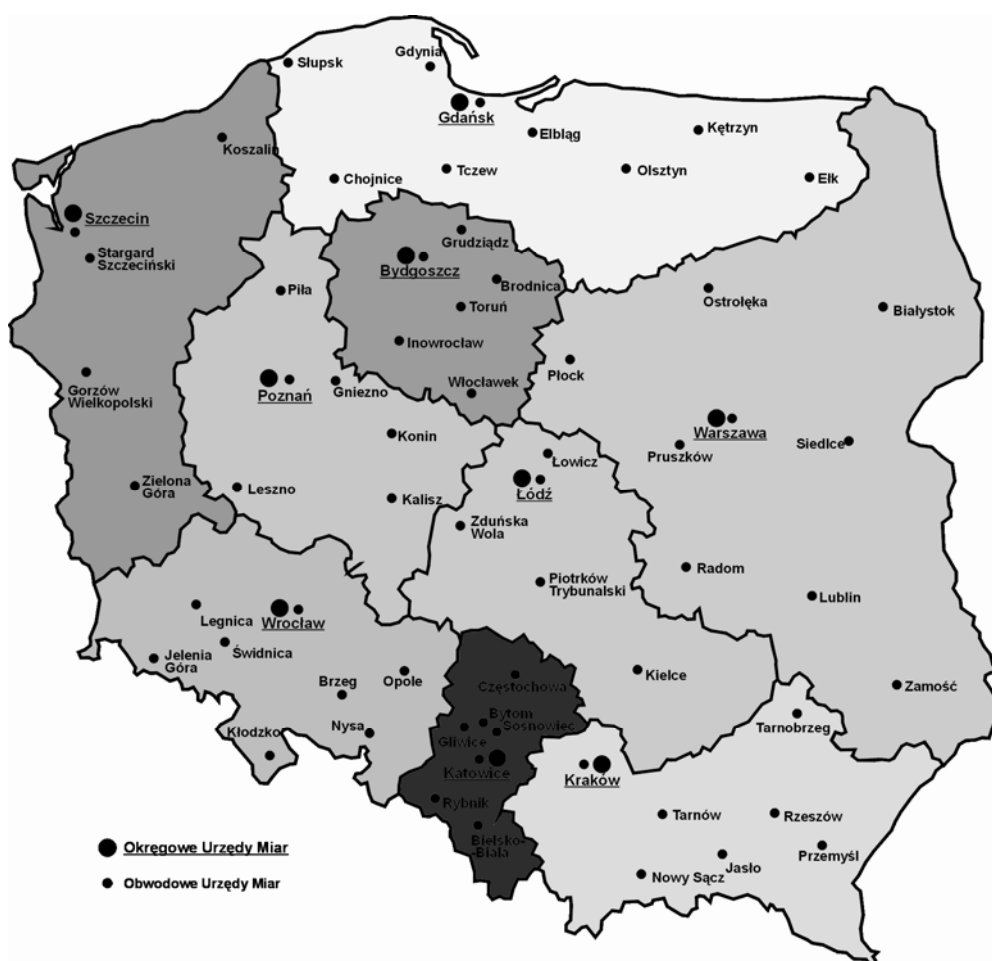 Słupsk
Gdynia
Gdańsk
Elbląg
Kętrzyn
Koszalin
Chojnice
Tczew
Olsztyn
Ełk
Szczecin
Stargard
Szczeciński
Grudziądz
Bydgoszcz
Brodnica
Piła
Toruń
Ostrołęka
Białystok
Inowrocław
Gorzów
Wielkopolski
Poznań
Gniezno
Włocławek
Płock
Warszawa
Pruszków
Siedlce
Konin
Łowicz
Zielona
Góra
Leszno
Kalisz
Łódź
Zduńska
Wola
Piotrków
Trybunalski
Radom
Lublin
Legnica
Wrocław
Jelenia
Góra
Świdnica
Brzeg
Opole
Częstochowa
Kielce
Zamość
Kłodzko
Nysa
Bytom
Sosnowiec
Gliwice
Tarnobrzeg
Katowice
Kraków
Rybnik
Tarnów
Rzeszów
Bielsko-
Biała
Przemyśl
Jasło
Nowy Sącz
Okręgowe Urzędy Miar
Obwodowe Urzędy Miar